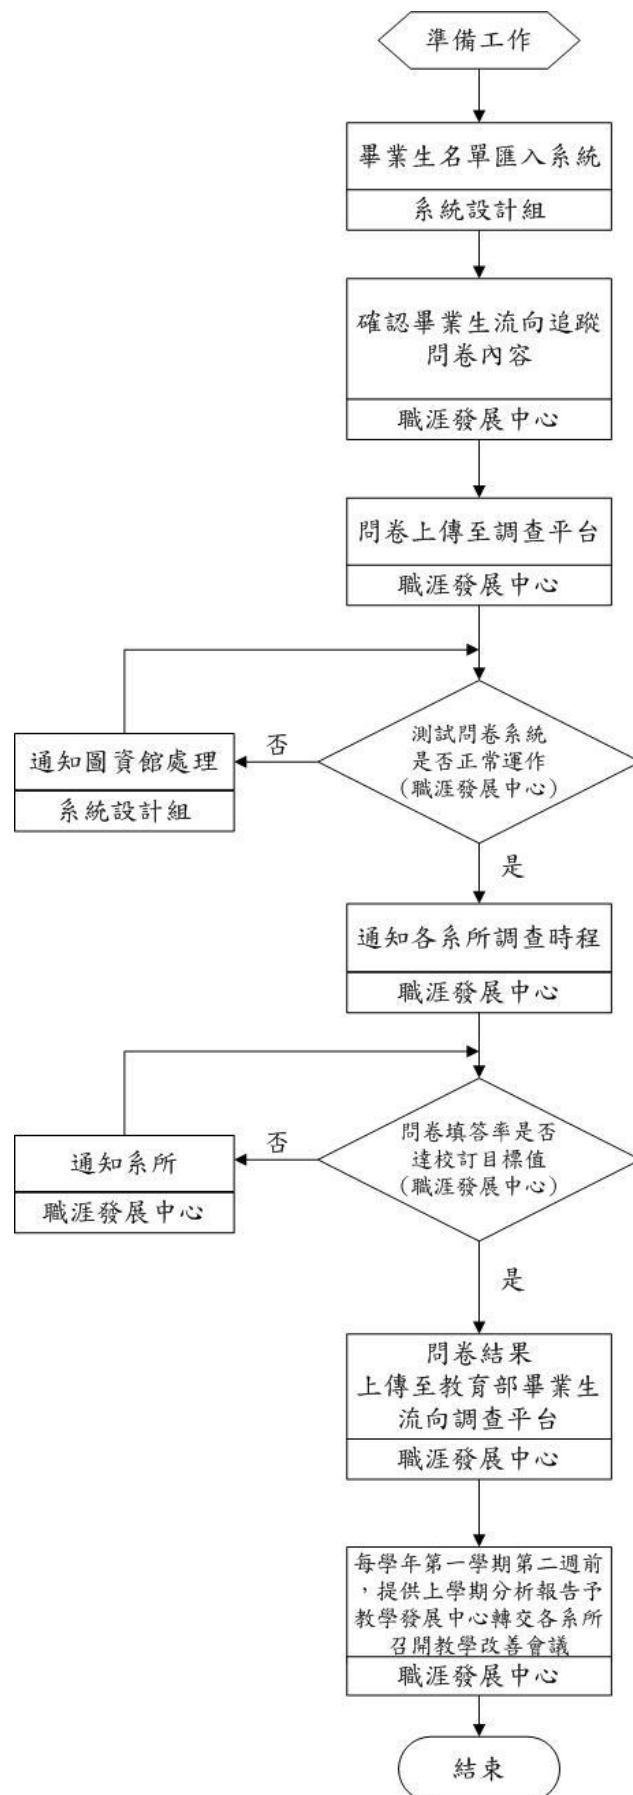 準備工作
畢業生名單匯入系統
系統設計組
確認畢業生流向追蹤
問卷內容
職涯發展中心
問卷上傳至調查平台
職涯發展中心
測試問卷系統
是否正常運作
(職涯發展中心)
否
通知圖資館處理
系統設計組
是
通知各系所調查時程
職涯發展中心
問卷填答率是否
達校訂目標值
(職涯發展中心)
否
通知系所
職涯發展中心
是
問卷結果
上傳至教育部畢業生
流向調查平台
職涯發展中心
每學年第一學期第二週前
，提供上學期分析報告予
教學發展中心轉交各系所
召開教學改善會議
職涯發展中心
結束